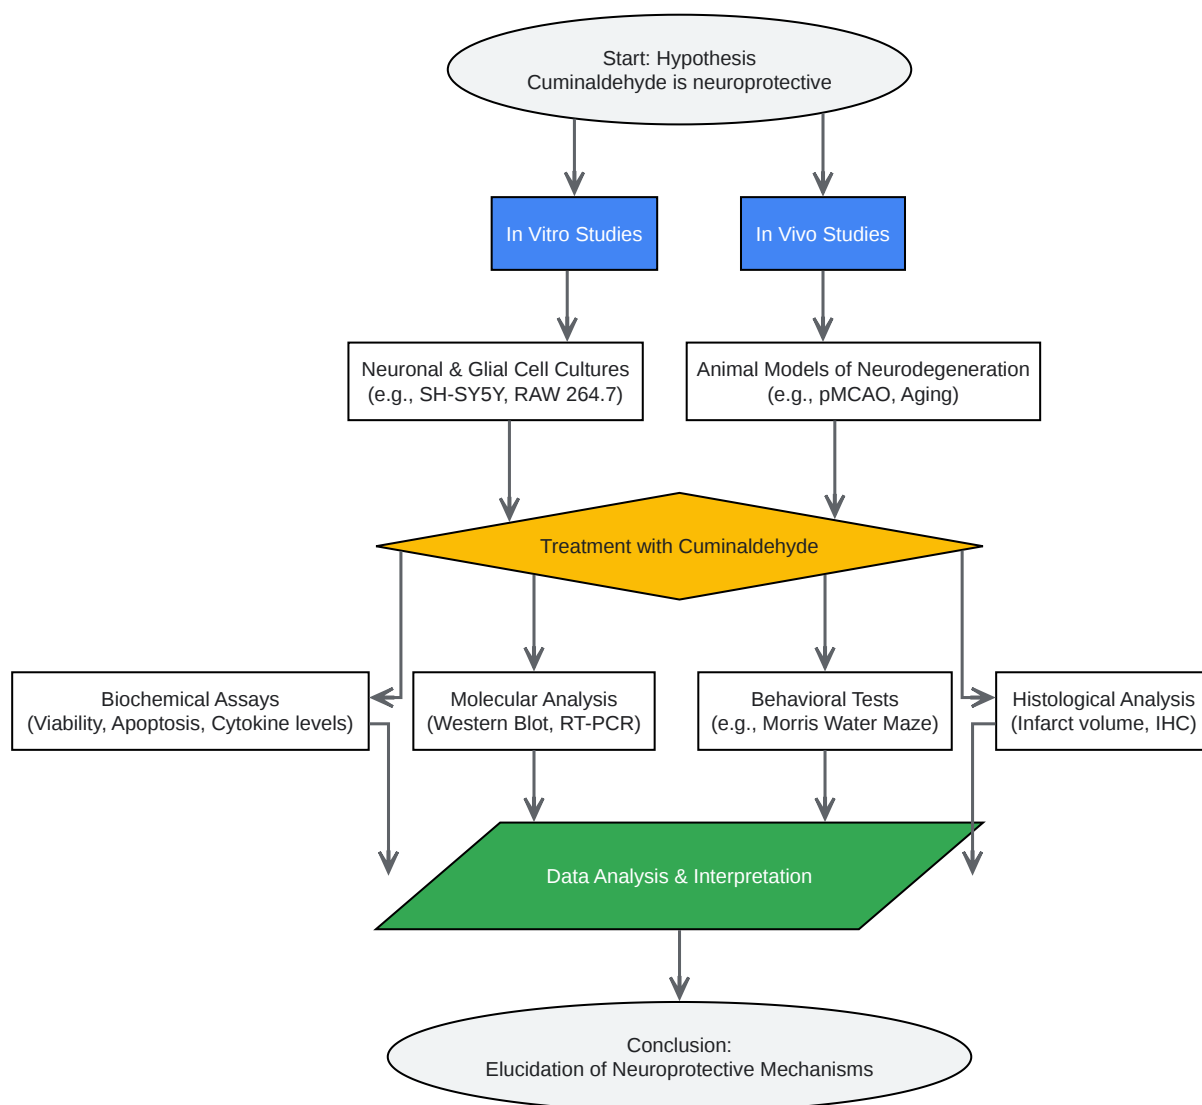 Start: Hypothesis
Cuminaldehyde is neuroprotective
In Vitro Studies
In Vivo Studies
Neuronal & Glial Cell Cultures
(e.g., SH-SY5Y, RAW 264.7)
Animal Models of Neurodegeneration
(e.g., pMCAO, Aging)
Treatment with Cuminaldehyde
Biochemical Assays
(Viability, Apoptosis, Cytokine levels)
Molecular Analysis
(Western Blot, RT-PCR)
Behavioral Tests
(e.g., Morris Water Maze)
Histological Analysis
(Infarct volume, IHC)
Data Analysis & Interpretation
Conclusion:
Elucidation of Neuroprotective Mechanisms